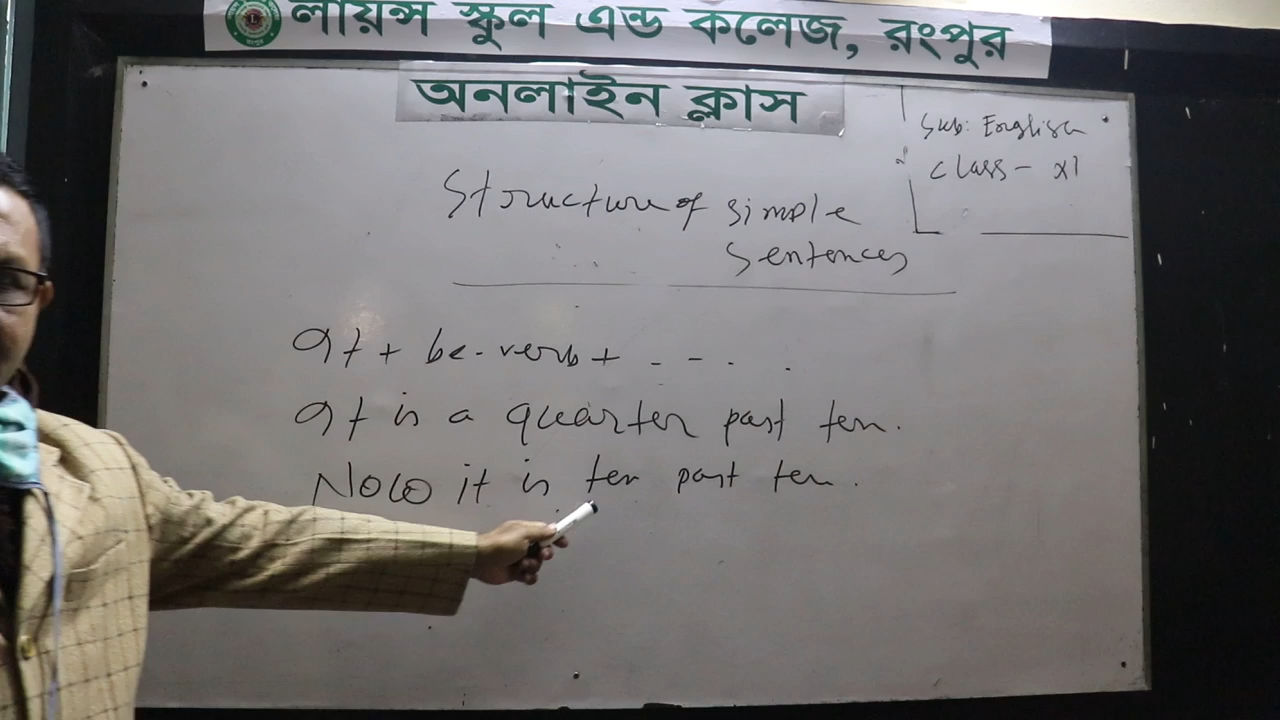 লায়ন্স স্কুল এন্ড কলেজ, রংপুর
অনলাইন ক্লাস
Sub: English
Class - XI
Structure of simple
sentences
It + be-verb + - - - .
It is a quarter past ten.
Now it is ten past ten.